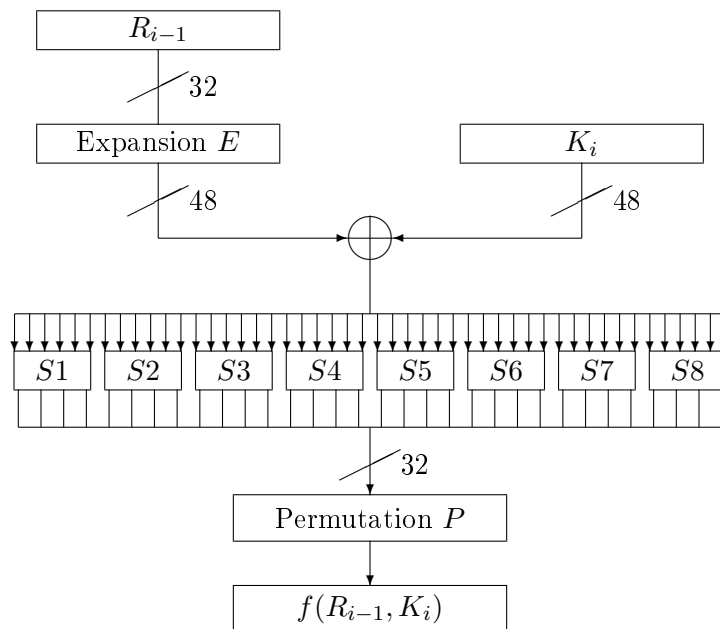 R_{i−1}
32
Expansion E
K_i
48
48
S1 S2 S3 S4 S5 S6 S7 S8
32
Permutation P
f(R_{i−1}, K_i)